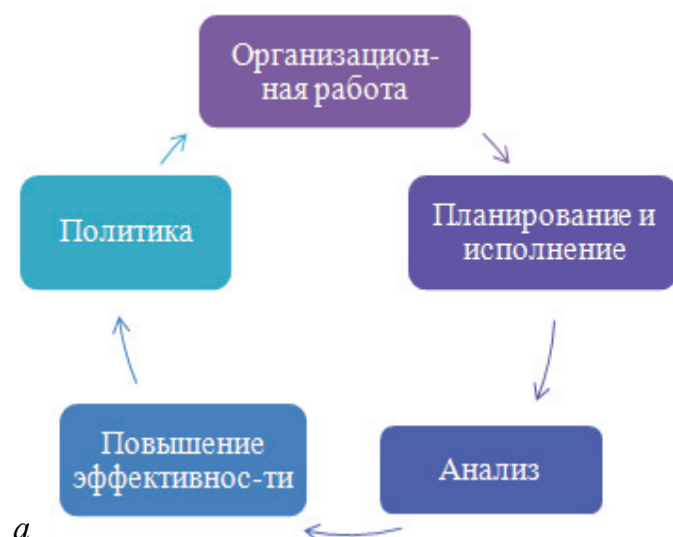 Организацион-
ная работа
Планирование и
исполнение
Анализ
Повышение
эффективнос-ти
Политика
а